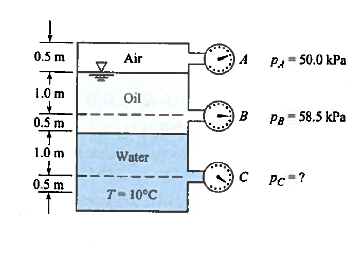 0.5 m Air A p_A = 50.0 kPa
1.0 m Oil
0.5 m B p_B = 58.5 kPa
1.0 m Water
0.5 m T = 10°C C p_C = ?